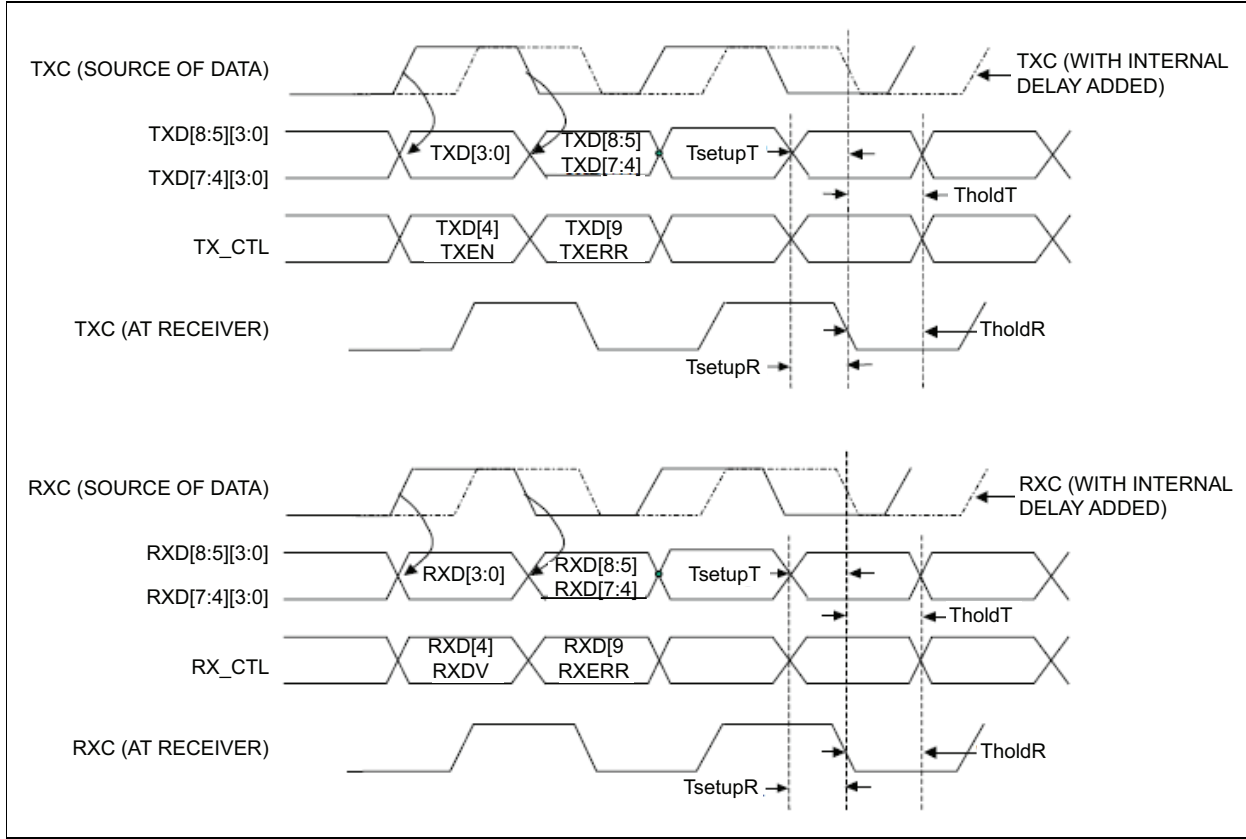 TXC (SOURCE OF DATA)
TXC (WITH INTERNAL
DELAY ADDED)
TXD[8:5][3:0]
TXD[7:4][3:0]
TXD[3:0]
TXD[8:5]
TXD[7:4]
TsetupT
TholdT
TX_CTL
TXD[4]
TXEN
TXD[9
TXERR
TXC (AT RECEIVER)
TholdR
TsetupR
RXC (SOURCE OF DATA)
RXC (WITH INTERNAL
DELAY ADDED)
RXD[8:5][3:0]
RXD[7:4][3:0]
RXD[3:0]
RXD[8:5]
RXD[7:4]
TsetupT
TholdT
RX_CTL
RXD[4]
RXDV
RXD[9
RXERR
RXC (AT RECEIVER)
TholdR
TsetupR